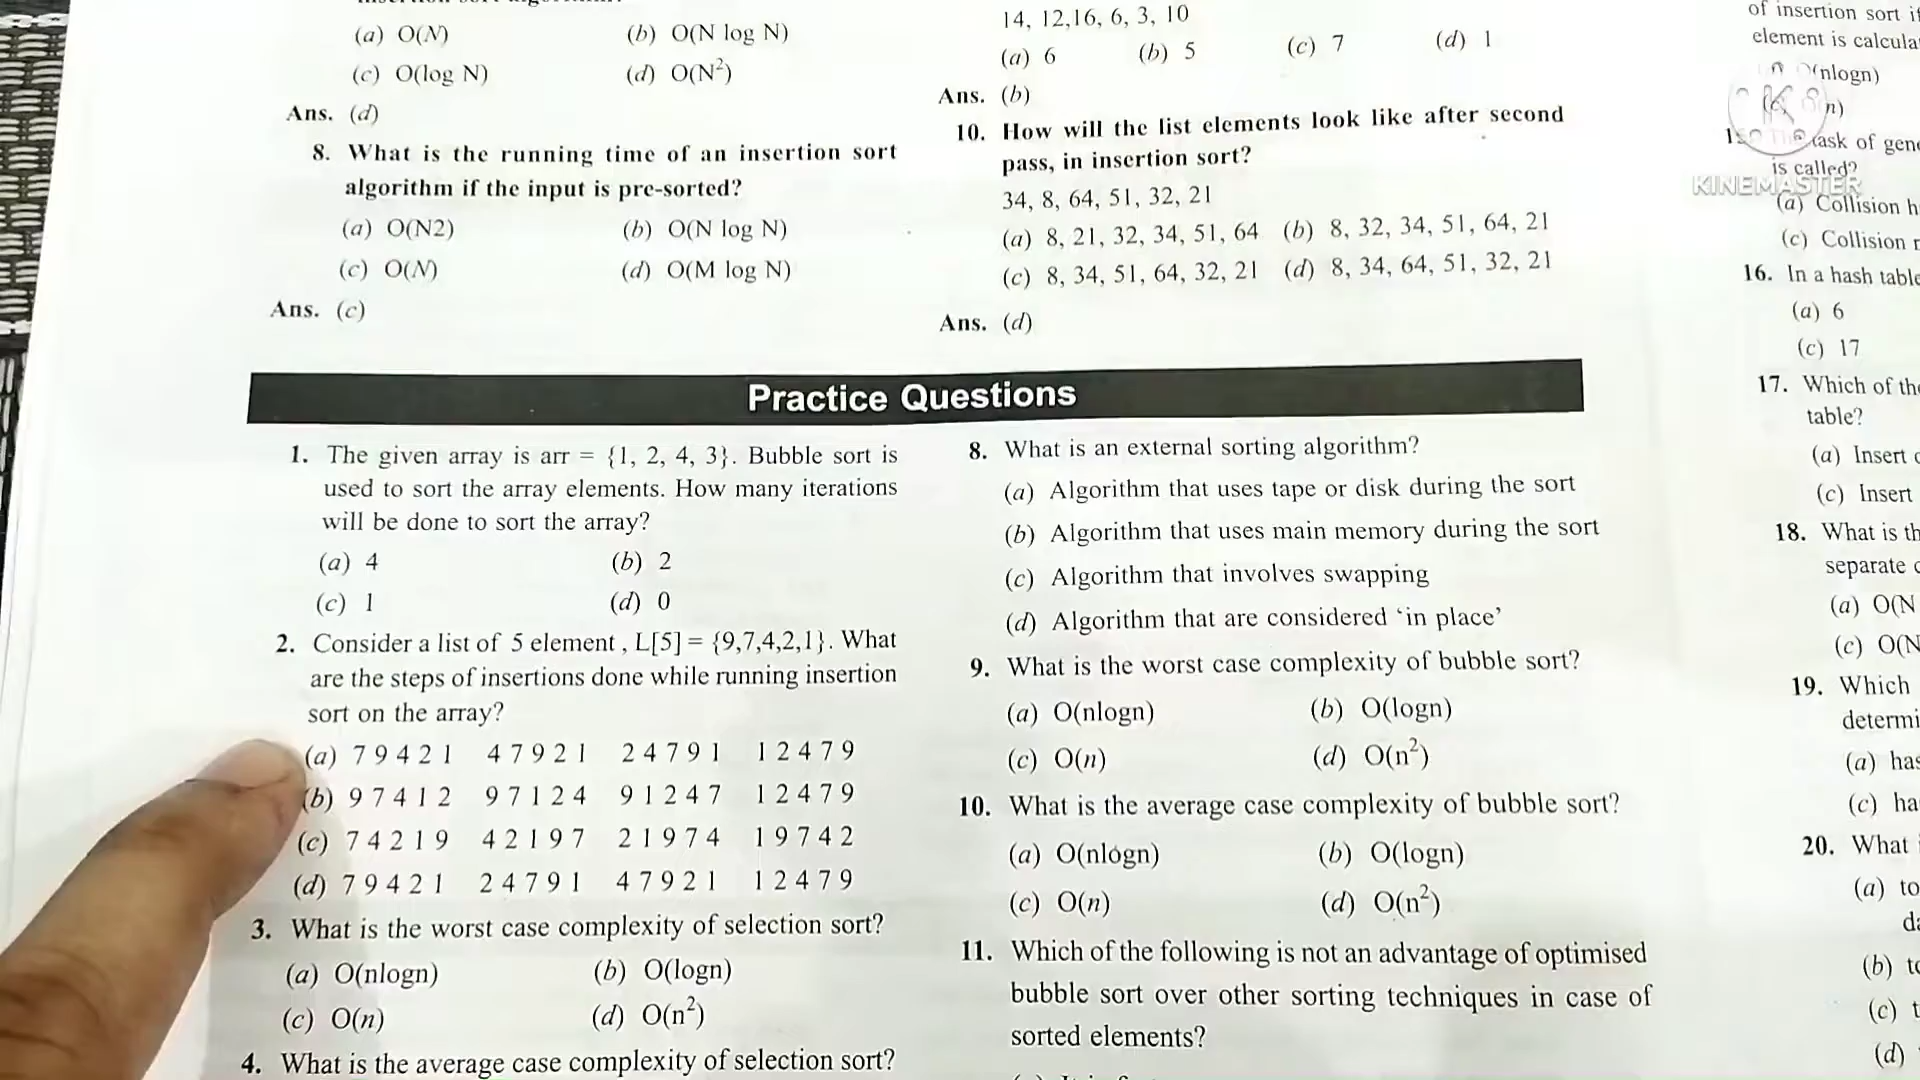 (a) O(N) (b) O(N log N)
(c) O(log N) (d) O(N²)
Ans. (d)
8. What is the running time of an insertion sort
algorithm if the input is pre-sorted?
(a) O(N2) (b) O(N log N)
(c) O(N) (d) O(M log N)
Ans. (c)
14, 12,16, 6, 3, 10
(a) 6 (b) 5 (c) 7 (d) 1
Ans. (b)
10. How will the list elements look like after second
pass, in insertion sort?
34, 8, 64, 51, 32, 21
(a) 8, 21, 32, 34, 51, 64 (b) 8, 32, 34, 51, 64, 21
(c) 8, 34, 51, 64, 32, 21 (d) 8, 34, 64, 51, 32, 21
Ans. (d)
Practice Questions
1. The given array is arr = {1, 2, 4, 3}. Bubble sort is
used to sort the array elements. How many iterations
will be done to sort the array?
(a) 4 (b) 2
(c) 1 (d) 0
2. Consider a list of 5 element , L[5] = {9,7,4,2,1}. What
are the steps of insertions done while running insertion
sort on the array?
(a) 7 9 4 2 1 4 7 9 2 1 2 4 7 9 1 1 2 4 7 9
(b) 9 7 4 1 2 9 7 1 2 4 9 1 2 4 7 1 2 4 7 9
(c) 7 4 2 1 9 4 2 1 9 7 2 1 9 7 4 1 9 7 4 2
(d) 7 9 4 2 1 2 4 7 9 1 4 7 9 2 1 1 2 4 7 9
3. What is the worst case complexity of selection sort?
(a) O(nlogn) (b) O(logn)
(c) O(n) (d) O(n²)
4. What is the average case complexity of selection sort?
8. What is an external sorting algorithm?
(a) Algorithm that uses tape or disk during the sort
(b) Algorithm that uses main memory during the sort
(c) Algorithm that involves swapping
(d) Algorithm that are considered ‘in place’
9. What is the worst case complexity of bubble sort?
(a) O(nlogn) (b) O(logn)
(c) O(n) (d) O(n²)
10. What is the average case complexity of bubble sort?
(a) O(nlogn) (b) O(logn)
(c) O(n) (d) O(n²)
11. Which of the following is not an advantage of optimised
bubble sort over other sorting techniques in case of
sorted elements?
of insertion sort if
element is calcula
(nlogn)
n)
task of gen
is called?
KINEMASTER
(a) Collision h
(c) Collision
16. In a hash table
(a) 6
(c) 17
17. Which of the
table?
(a) Insert
(c) Insert
18. What is th
separate
(a) O(N
(c) O(N
19. Which
determi
(a) has
(c) ha
20. What
(a) to
da
(b) to
(c) t
(d)